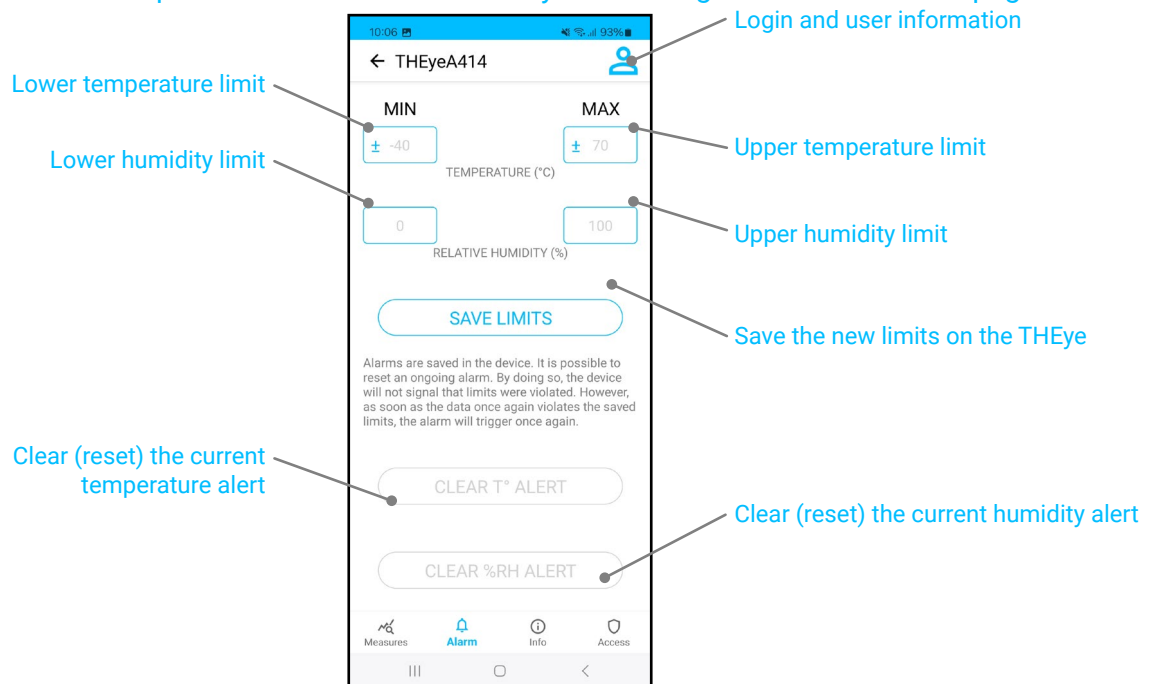 Login and user information
10:06 93%
THEyeA414
Lower temperature limit
MIN MAX
± -40 ± 70
Upper temperature limit
Lower humidity limit
TEMPERATURE (°C)
0 100
Upper humidity limit
RELATIVE HUMIDITY (%)
SAVE LIMITS
Save the new limits on the THEye
Alarms are saved in the device. It is possible to
reset an ongoing alarm. By doing so, the device
will not signal that limits were violated. However,
as soon as the data once again violates the saved
limits, the alarm will trigger once again.
Clear (reset) the current
temperature alert
CLEAR T° ALERT
Clear (reset) the current humidity alert
CLEAR %RH ALERT
Measures Alarm Info Access